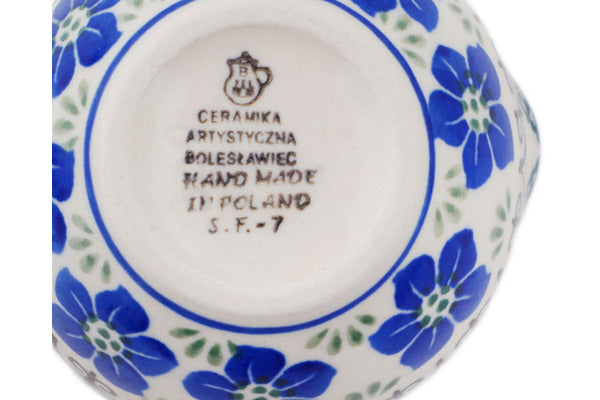 CERAMIKA
ARTYSTYCZNA
BOLESŁAWIEC
HAND MADE
IN POLAND
S.F.-7